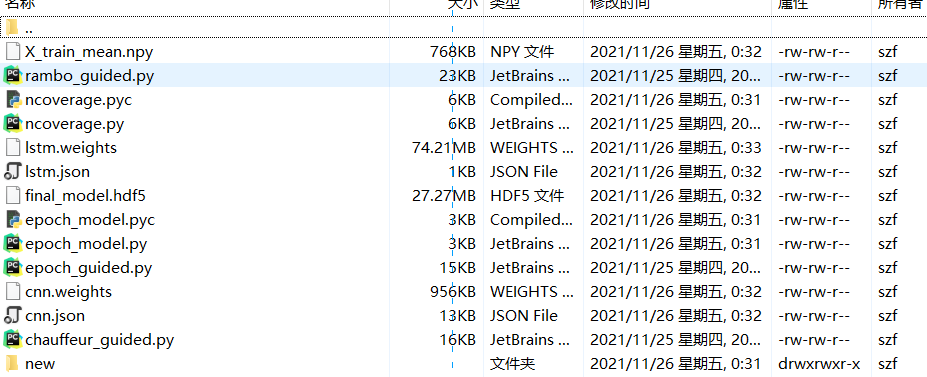 名称 大小 类型 修改时间 属性 所有者
..
X_train_mean.npy 768KB NPY 文件 2021/11/26 星期五, 0:32 -rw-rw-r-- szf
rambo_guided.py 23KB JetBrains ... 2021/11/25 星期四, 20... -rw-rw-r-- szf
ncoverage.pyc 6KB Compiled... 2021/11/26 星期五, 0:31 -rw-rw-r-- szf
ncoverage.py 6KB JetBrains ... 2021/11/25 星期四, 20... -rw-rw-r-- szf
lstm.weights 74.21MB WEIGHTS ... 2021/11/26 星期五, 0:33 -rw-rw-r-- szf
lstm.json 1KB JSON File 2021/11/26 星期五, 0:32 -rw-rw-r-- szf
final_model.hdf5 27.27MB HDF5 文件 2021/11/26 星期五, 0:32 -rw-rw-r-- szf
epoch_model.pyc 3KB Compiled... 2021/11/26 星期五, 0:31 -rw-rw-r-- szf
epoch_model.py 3KB JetBrains ... 2021/11/26 星期五, 0:31 -rw-rw-r-- szf
epoch_guided.py 15KB JetBrains ... 2021/11/25 星期四, 20... -rw-rw-r-- szf
cnn.weights 956KB WEIGHTS ... 2021/11/26 星期五, 0:32 -rw-rw-r-- szf
cnn.json 13KB JSON File 2021/11/26 星期五, 0:32 -rw-rw-r-- szf
chauffeur_guided.py 16KB JetBrains ... 2021/11/25 星期四, 20... -rw-rw-r-- szf
new 文件夹 2021/11/26 星期五, 0:31 drwxrwxr-x szf